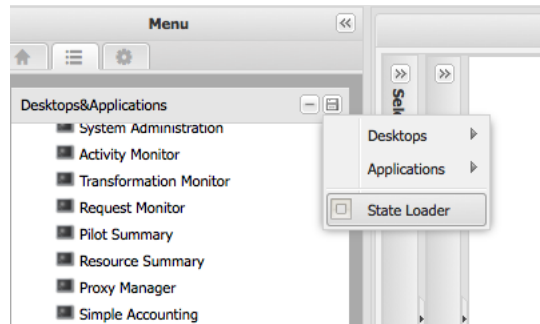 Menu
Desktops&Applications
System Administration
Activity Monitor
Transformation Monitor
Request Monitor
Pilot Summary
Resource Summary
Proxy Manager
Simple Accounting
Desktops
Applications
State Loader